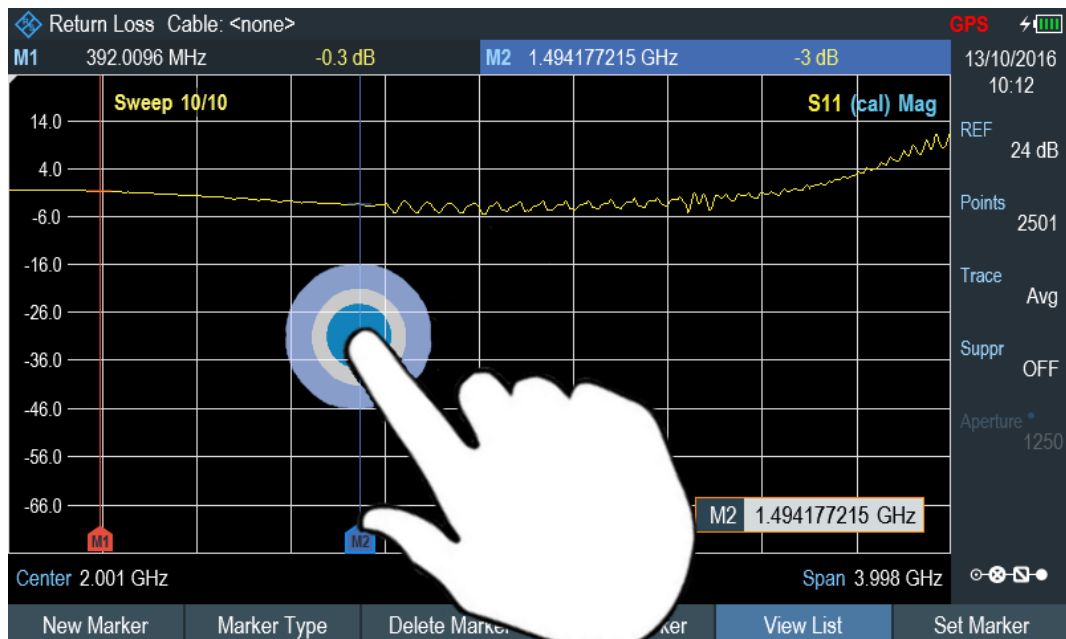 Return Loss Cable: <none>
GPS
M1 392.0096 MHz -0.3 dB M2 1.494177215 GHz -3 dB
13/10/2016
10:12
Sweep 10/10
S11 (cal) Mag
REF
24 dB
Points
2501
Trace
Avg
Suppr
OFF
Aperture
1250
14.0
4.0
-6.0
-16.0
-26.0
-36.0
-46.0
-56.0
-66.0
M2 1.494177215 GHz
M1
M2
Center 2.001 GHz
Span 3.998 GHz
New Marker
Marker Type
Delete
View List
Set Marker